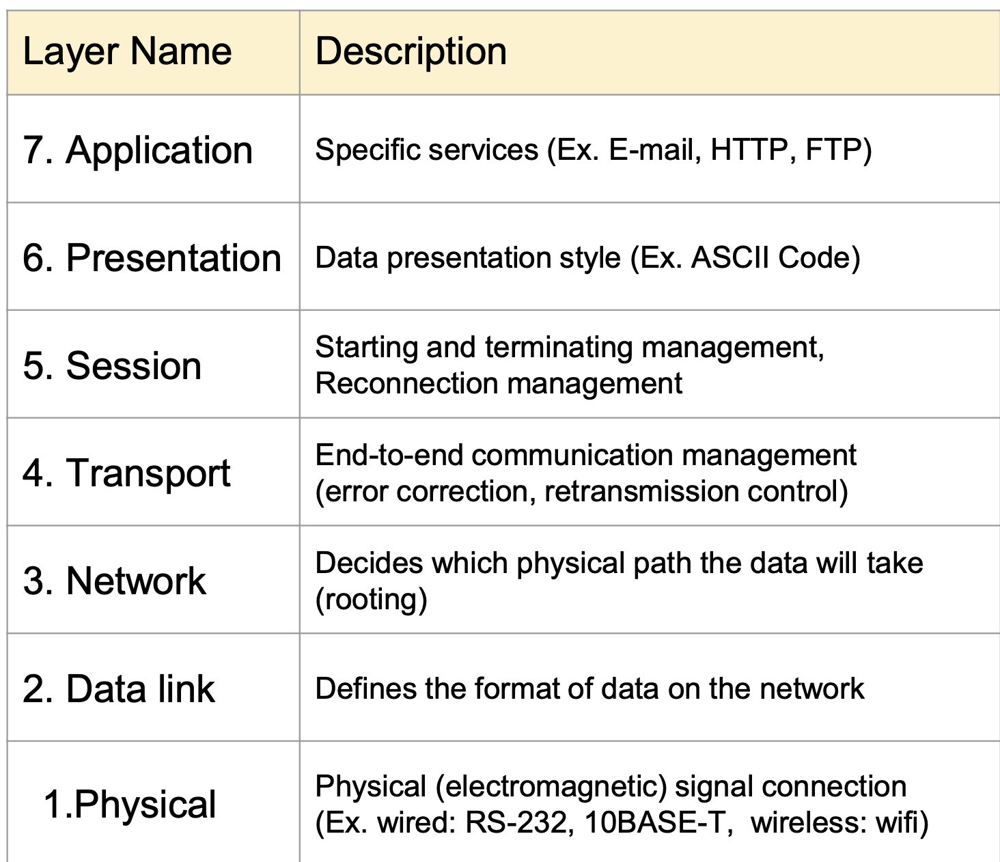 Layer Name
Description
7. Application
Specific services (Ex. E-mail, HTTP, FTP)
6. Presentation
Data presentation style (Ex. ASCII Code)
5. Session
Starting and terminating management,
Reconnection management
4. Transport
End-to-end communication management
(error correction, retransmission control)
3. Network
Decides which physical path the data will take
(rooting)
2. Data link
Defines the format of data on the network
1.Physical
Physical (electromagnetic) signal connection
(Ex. wired: RS-232, 10BASE-T,  wireless: wifi)